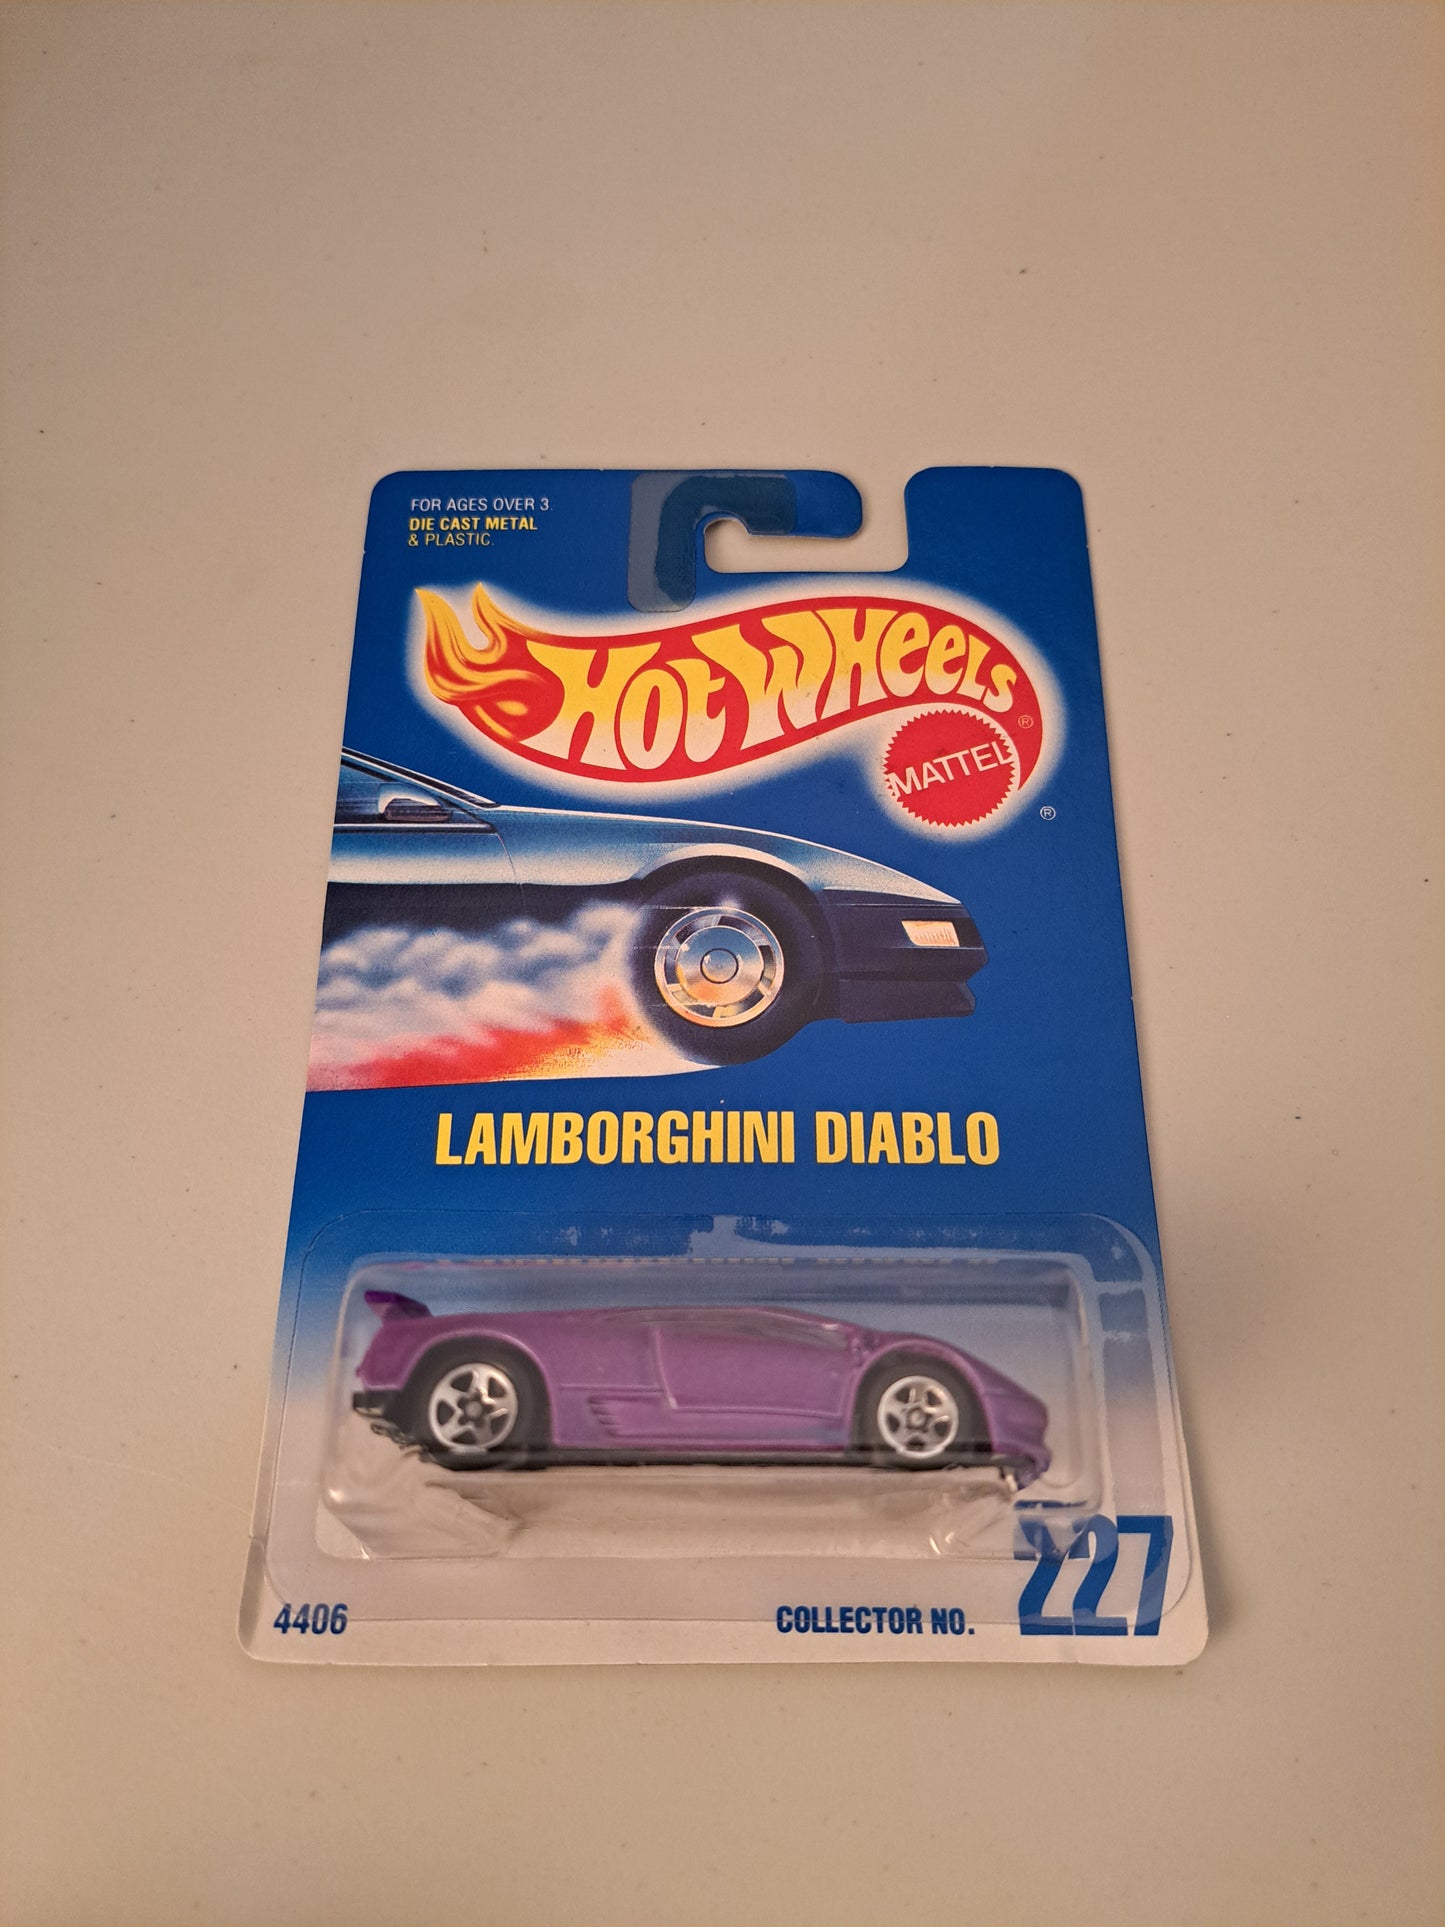 FOR AGES OVER 3.
DIE CAST METAL
& PLASTIC.
HOT WHEELS ®
MATTEL
®
LAMBORGHINI DIABLO
227
4406
COLLECTOR NO.